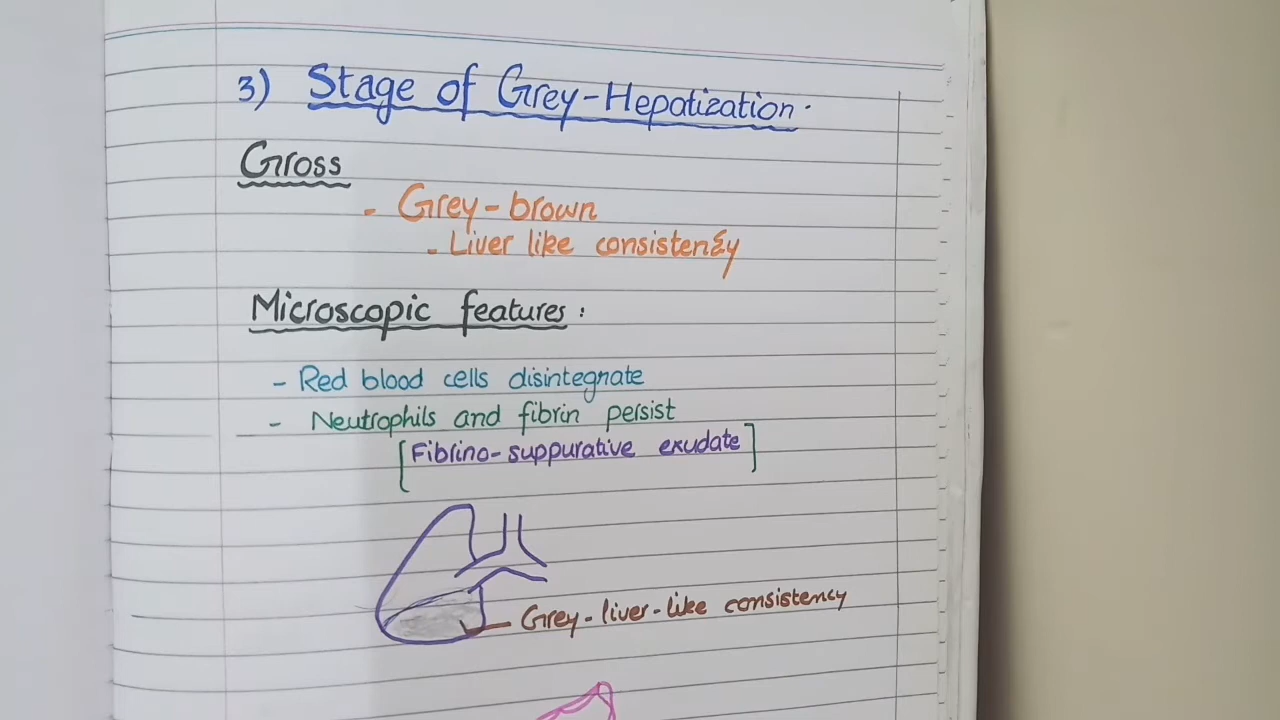 3) Stage of Grey-Hepatization.
Gross
- Grey-brown
- Liver like consistency
Microscopic features:
- Red blood cells disintegrate
- Neutrophils and fibrin persist
[Fibrino-suppurative exudate]
Grey-liver-like consistency